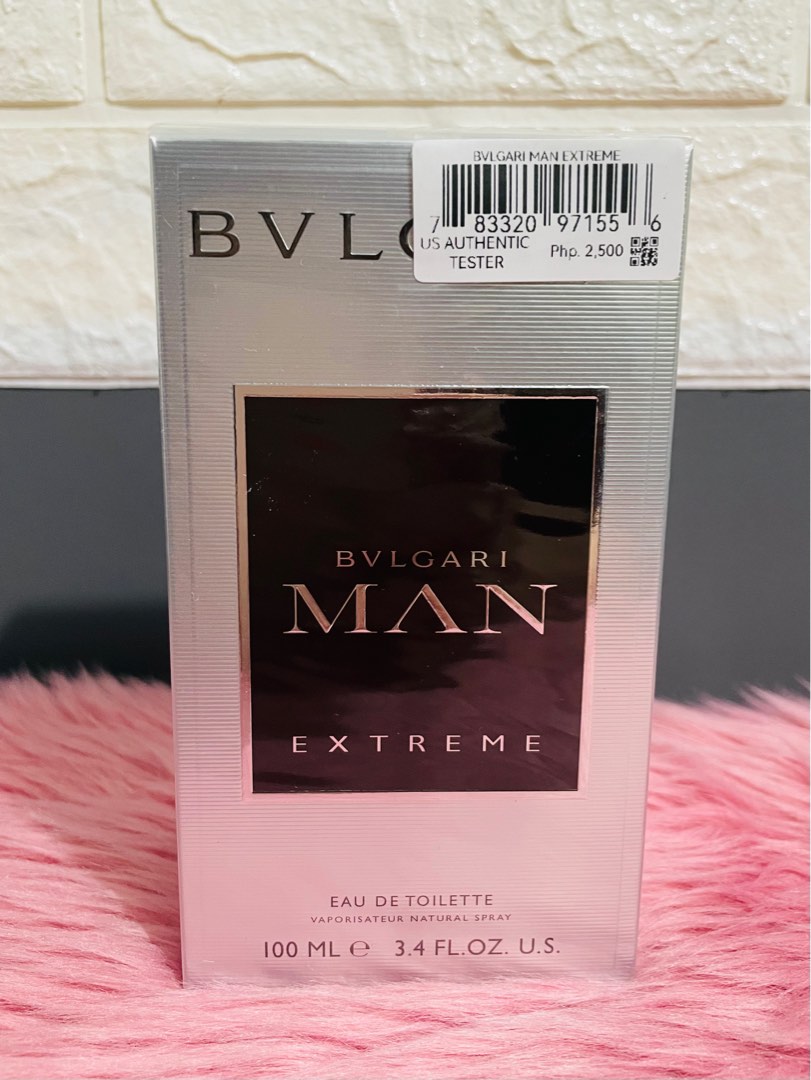 BVLGARI MAN EXTREME
7 83320 97155 6
US AUTHENTIC
TESTER
Php. 2,500
BVL
BVLGARI
MAN
EXTREME
EAU DE TOILETTE
VAPORISATEUR NATURAL SPRAY
100 ML ℮ 3.4 FL.OZ. U.S.